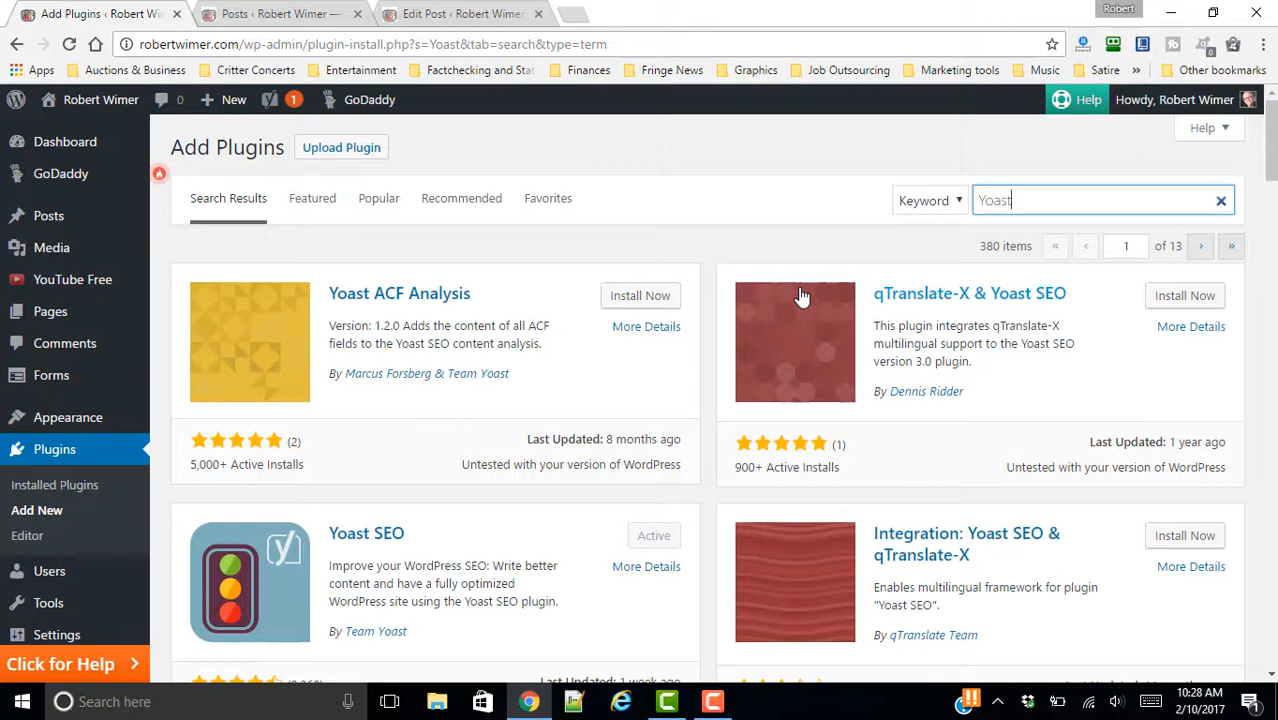 Add Plugins ‹ Robert Win
Posts ‹ Robert Wimer —
Edit Post ‹ Robert Wimer
Robert
robertwimer.com/wp-admin/plugin-install.php?s=Yoast&tab=search&type=term
Apps
Auctions & Business
Critter Concerts
Entertainment
Factchecking and Stat
Finances
Fringe News
Graphics
Job Outsourcing
Marketing tools
Music
Satire
»
Other bookmarks
Robert Wimer
0
New
1
GoDaddy
Help
Howdy, Robert Wimer
Dashboard
GoDaddy
Posts
Media
YouTube Free
Pages
Comments
Forms
Appearance
Plugins
Installed Plugins
Add New
Editor
Users
Tools
Settings
Click for Help
Add Plugins
Upload Plugin
Help
Search Results
Featured
Popular
Recommended
Favorites
Keyword
Yoast
380 items
«
‹
1
of 13
›
»
Yoast ACF Analysis
Install Now
Version: 1.2.0 Adds the content of all ACF
More Details
fields to the Yoast SEO content analysis.
By Marcus Forsberg & Team Yoast
(2)
Last Updated: 8 months ago
5,000+ Active Installs
Untested with your version of WordPress
qTranslate-X & Yoast SEO
Install Now
This plugin integrates qTranslate-X
More Details
multilingual support to the Yoast SEO
version 3.0 plugin.
By Dennis Ridder
(1)
Last Updated: 1 year ago
900+ Active Installs
Untested with your version of WordPress
Yoast SEO
Active
Improve your WordPress SEO: Write better
More Details
content and have a fully optimized
WordPress site using the Yoast SEO plugin.
By Team Yoast
Integration: Yoast SEO &
qTranslate-X
Install Now
More Details
Enables multilingual framework for plugin
"Yoast SEO".
By qTranslate Team
Search here
10:28 AM
2/10/2017